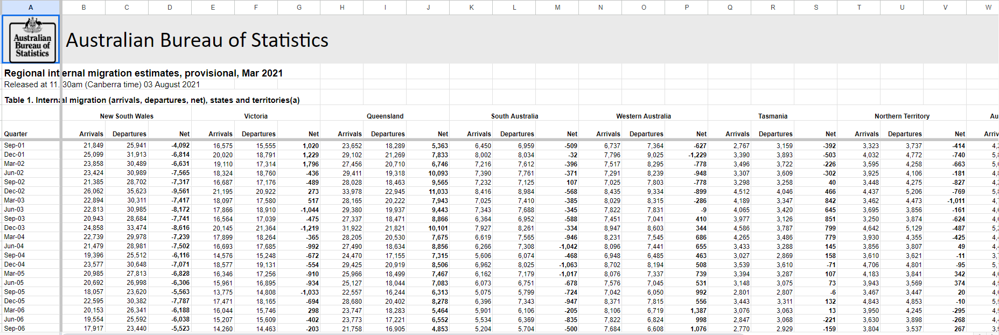 A B C D E F G H I J K L M N O P Q R S T U V W
Australian
Bureau of
Statistics
Australian Bureau of Statistics
Regional internal migration estimates, provisional, Mar 2021
Released at 11.30am (Canberra time) 03 August 2021
Table 1. Internal migration (arrivals, departures, net), states and territories(a)
New South Wales Victoria Queensland South Australia Western Australia Tasmania Northern Territory Au
Quarter Arrivals Departures Net Arrivals Departures Net Arrivals Departures Net Arrivals Departures Net Arrivals Departures Net Arrivals Departures Net Arrivals Departures Net Arriv
Sep-01 21,849 25,941 -4,092 16,575 15,555 1,020 23,652 18,289 5,363 6,450 6,959 -509 6,737 7,364 -627 2,767 3,159 -392 3,323 3,737 -414
Dec-01 25,099 31,913 -6,814 20,020 18,791 1,229 29,102 21,269 7,833 8,002 8,034 -32 7,796 9,025 -1,229 3,390 3,893 -503 4,032 4,772 -740
Mar-02 23,858 30,489 -6,631 19,110 17,314 1,796 27,456 20,710 6,746 7,216 7,612 -396 7,517 8,295 -778 3,496 3,722 -226 3,595 4,258 -663
Jun-02 23,424 30,989 -7,565 18,324 18,760 -436 29,411 19,318 10,093 7,390 7,761 -371 7,291 8,239 -948 3,307 3,609 -302 3,925 4,106 -181
Sep-02 21,385 28,702 -7,317 16,687 17,176 -489 28,028 18,463 9,565 7,232 7,125 107 7,025 7,803 -778 3,298 3,258 40 3,448 4,275 -827
Dec-02 26,062 35,623 -9,561 21,195 20,922 273 33,978 22,945 11,033 8,416 8,984 -568 8,435 9,334 -899 4,512 4,046 466 4,437 5,206 -769
Mar-03 22,894 30,311 -7,417 18,097 17,580 517 28,165 20,222 7,943 7,025 7,410 -385 8,029 8,315 -286 4,189 3,347 842 3,462 4,473 -1,011
Jun-03 22,813 30,985 -8,172 17,866 18,910 -1,044 29,380 19,937 9,443 7,343 7,688 -345 7,822 7,831 -9 4,065 3,420 645 3,695 3,856 -161
Sep-03 20,943 28,684 -7,741 16,564 17,039 -475 27,337 18,471 8,866 6,364 6,952 -588 7,451 7,041 410 3,977 3,126 851 3,250 3,874 -624
Dec-03 24,858 33,474 -8,616 20,145 21,364 -1,219 31,922 21,821 10,101 7,927 8,261 -334 8,947 8,603 344 4,586 3,787 799 4,642 5,129 -487
Mar-04 22,739 29,978 -7,239 17,899 18,264 -365 28,205 20,530 7,675 6,619 7,565 -946 8,231 7,545 686 4,265 3,486 779 3,930 4,355 -425
Jun-04 21,479 28,981 -7,502 16,693 17,685 -992 27,490 18,634 8,856 6,266 7,308 -1,042 8,096 7,441 655 3,433 3,288 145 3,856 3,807 49
Sep-04 19,396 25,512 -6,116 14,576 15,248 -672 24,470 17,155 7,315 5,606 6,074 -468 6,948 6,485 463 3,027 2,869 158 3,610 3,621 -11
Dec-04 23,577 30,648 -7,071 18,577 19,131 -554 29,425 20,919 8,506 6,962 8,025 -1,063 8,702 8,194 508 3,539 3,610 -71 4,706 4,801 -95
Mar-05 20,985 27,813 -6,828 16,346 17,256 -910 25,966 18,499 7,467 6,162 7,179 -1,017 8,076 7,337 739 3,394 3,287 107 4,183 3,841 342
Jun-05 20,692 26,998 -6,306 15,961 16,895 -934 25,127 18,044 7,083 6,073 6,751 -678 7,576 7,045 531 3,148 3,075 73 3,943 3,569 374
Sep-05 18,057 23,620 -5,563 13,775 14,808 -1,033 22,557 16,244 6,313 5,075 5,799 -724 7,042 6,050 992 2,801 2,807 -6 3,467 3,447 20
Dec-05 22,595 30,382 -7,787 17,471 18,165 -694 28,680 20,402 8,278 6,396 7,343 -947 8,371 7,815 556 3,443 3,311 132 4,843 4,853 -10
Mar-06 20,153 26,341 -6,188 16,044 15,746 298 23,747 18,283 5,464 5,901 6,106 -205 8,106 6,719 1,387 3,076 3,063 13 3,950 4,245 -295
Jun-06 19,554 25,592 -6,038 15,207 15,609 -402 23,773 17,221 6,552 5,534 6,369 -835 7,822 6,824 998 2,847 3,068 -221 3,630 3,898 -268
Sep-06 17,917 23,440 -5,523 14,260 14,463 -203 21,758 16,905 4,853 5,204 5,704 -500 7,684 6,608 1,076 2,770 2,929 -159 3,804 3,537 267